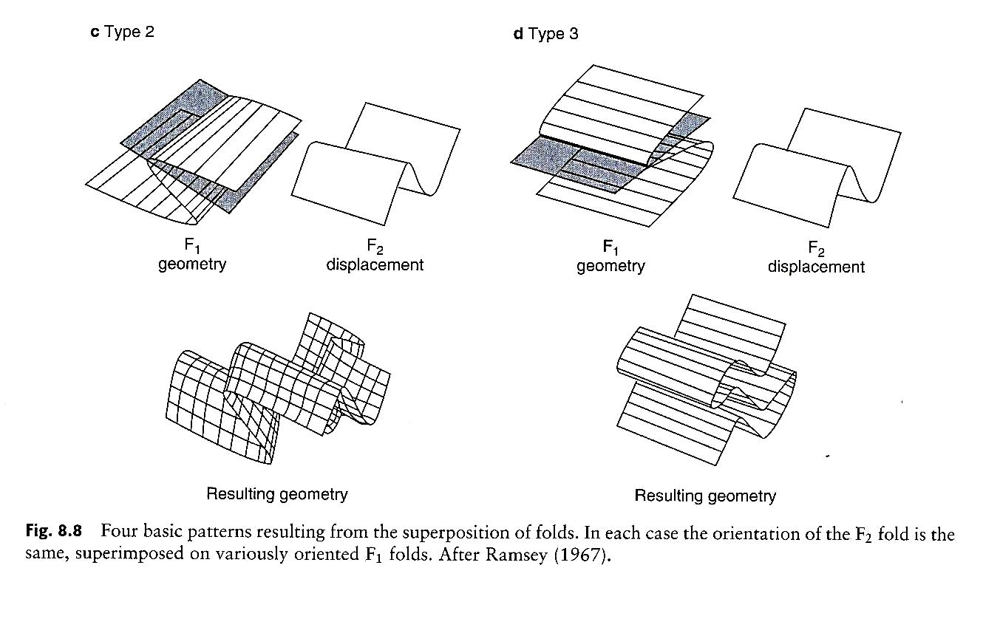 c Type 2
d Type 3
F1
geometry
F2
displacement
F1
geometry
F2
displacement
Resulting geometry
Resulting geometry
Fig. 8.8 Four basic patterns resulting from the superposition of folds. In each case the orientation of the F2 fold is the
same, superimposed on variously oriented F1 folds. After Ramsey (1967).